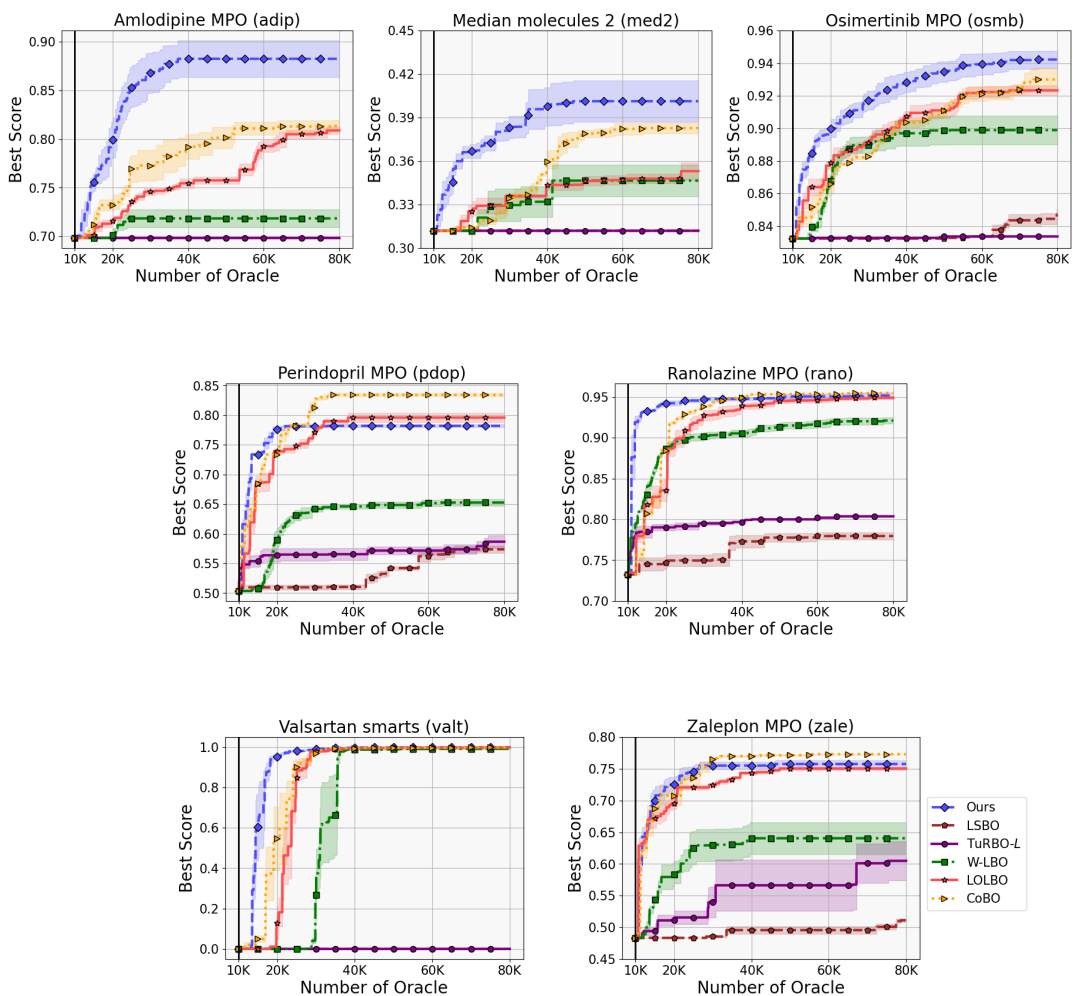 Amlodipine MPO (adip)
0.90
0.85
0.80
0.75
0.70
Best Score
10K 20K 40K 60K 80K
Number of Oracle
Median molecules 2 (med2)
0.45
0.42
0.39
0.36
0.33
0.30
Best Score
10K 20K 40K 60K 80K
Number of Oracle
Osimertinib MPO (osmb)
0.96
0.94
0.92
0.90
0.88
0.86
0.84
Best Score
10K 20K 40K 60K 80K
Number of Oracle
Perindopril MPO (pdop)
0.85
0.80
0.75
0.70
0.65
0.60
0.55
0.50
Best Score
10K 20K 40K 60K 80K
Number of Oracle
Ranolazine MPO (rano)
0.95
0.90
0.85
0.80
0.75
0.70
Best Score
10K 20K 40K 60K 80K
Number of Oracle
Valsartan smarts (valt)
1.0
0.8
0.6
0.4
0.2
0.0
Best Score
10K 20K 40K 60K 80K
Number of Oracle
Zaleplon MPO (zale)
0.80
0.75
0.70
0.65
0.60
0.55
0.50
0.45
Best Score
10K 20K 40K 60K 80K
Number of Oracle
Ours
LSBO
TuRBO-L
W-LBO
LOLBO
CoBO